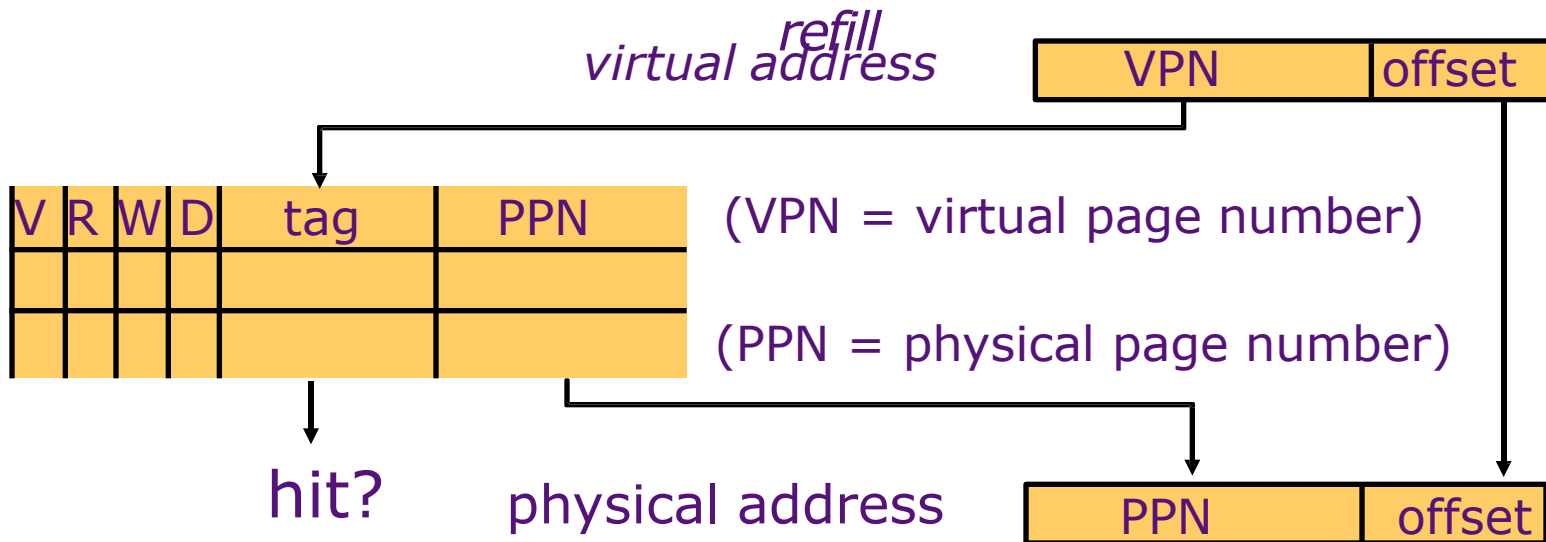 refill
virtual address VPN offset
V R W D tag PPN (VPN = virtual page number)
(PPN = physical page number)
hit? physical address PPN offset